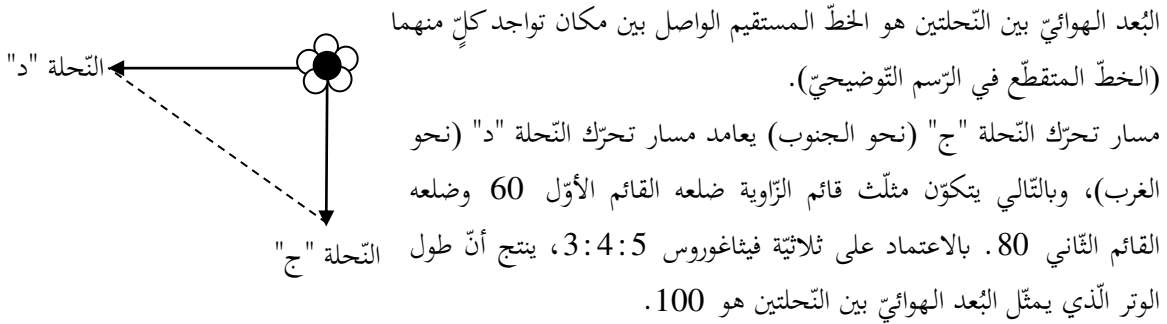 البُعد الهوائيّ بين النّحلتين هو الخطّ المستقيم الواصل بين مكان تواجد كلٍّ منهما
(الخطّ المتقطّع في الرّسم التّوضيحيّ).
مسار تحرّك النّحلة "ج" (نحو الجنوب) يعامد مسار تحرّك النّحلة "د" (نحو
الغرب)، وبالتّالي يتكوّن مثلّث قائم الزّاوية ضلعه القائم الأوّل 60 وضلعه
القائم الثّاني 80. بالاعتماد على ثلاثيّة فيثاغوروس 3:4:5، ينتج أنّ طول
الوتر الّذي يمثّل البُعد الهوائيّ بين النّحلتين هو 100.
النّحلة "د"
النّحلة "ج"